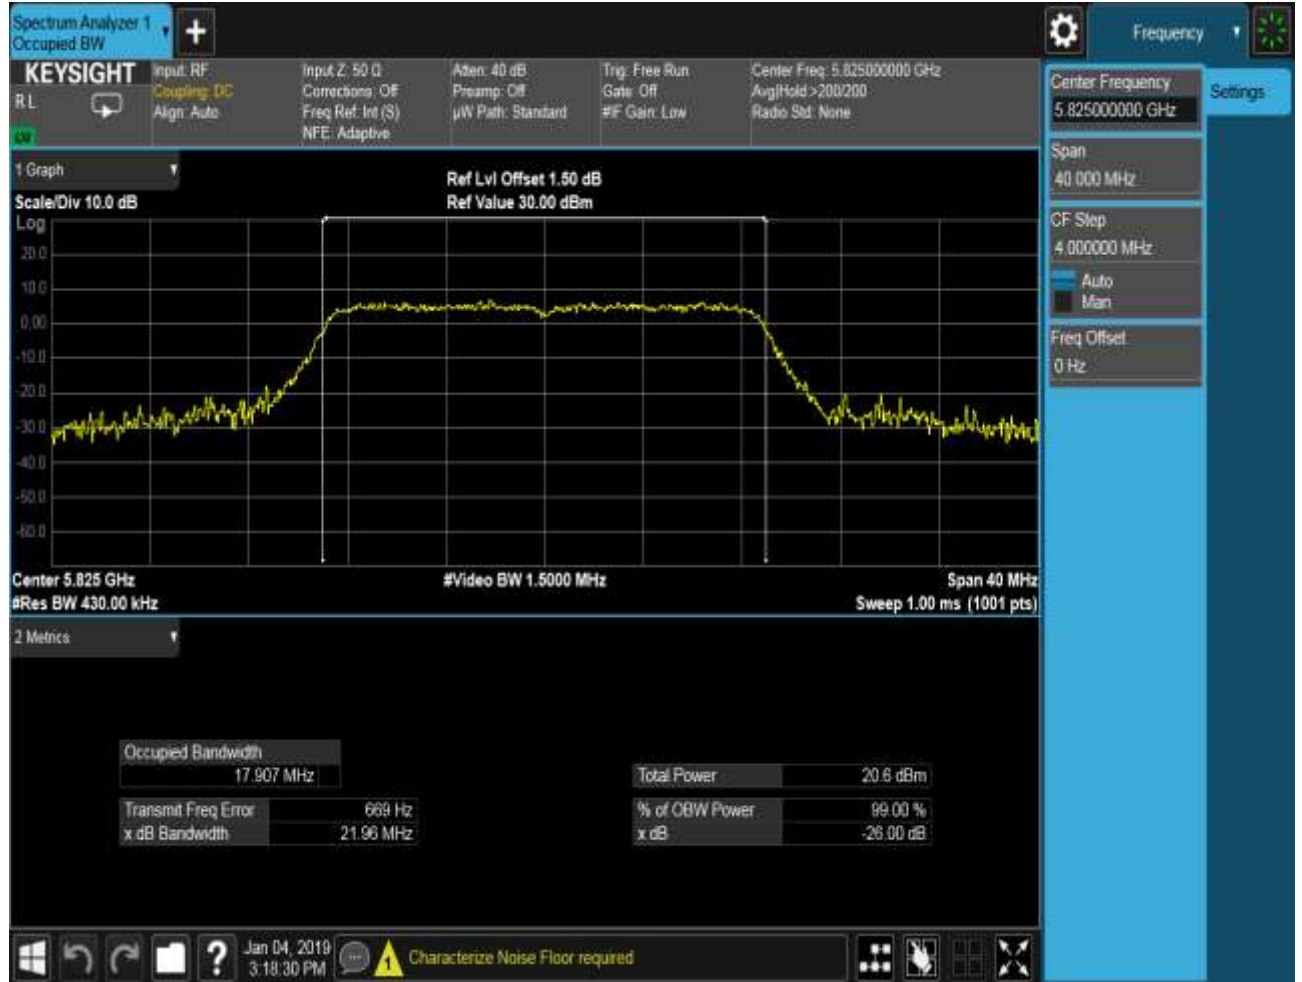 Spectrum Analyzer 1
Occupied BW
+
Frequency
KEYSIGHT
R L
Input: RF
Coupling: DC
Align: Auto
Input Z: 50 Ω
Corrections: Off
Freq Ref: Int (S)
NFE: Adaptive
Atten: 40 dB
Preamp: Off
µW Path: Standard
Trig: Free Run
Gate: Off
#IF Gain: Low
Center Freq: 5.825000000 GHz
Avg|Hold:>200/200
Radio Std: None
Center Frequency
5.825000000 GHz
Settings
Span
40.000 MHz
CF Step
4.000000 MHz
Auto
Man
Freq Offset
0 Hz
1 Graph
Scale/Div 10.0 dB
Ref Lvl Offset 1.50 dB
Ref Value 30.00 dBm
Log
20.0
10.0
0.00
-10.0
-20.0
-30.0
-40.0
-50.0
-60.0
Center 5.825 GHz
#Video BW 1.5000 MHz
Span 40 MHz
#Res BW 430.00 kHz
Sweep 1.00 ms (1001 pts)
2 Metrics
Occupied Bandwidth
17.907 MHz
Total Power 20.6 dBm
Transmit Freq Error 669 Hz
% of OBW Power 99.00 %
x dB Bandwidth 21.96 MHz
x dB -26.00 dB
?
Jan 04, 2019
3:18:30 PM
1
Characterize Noise Floor required